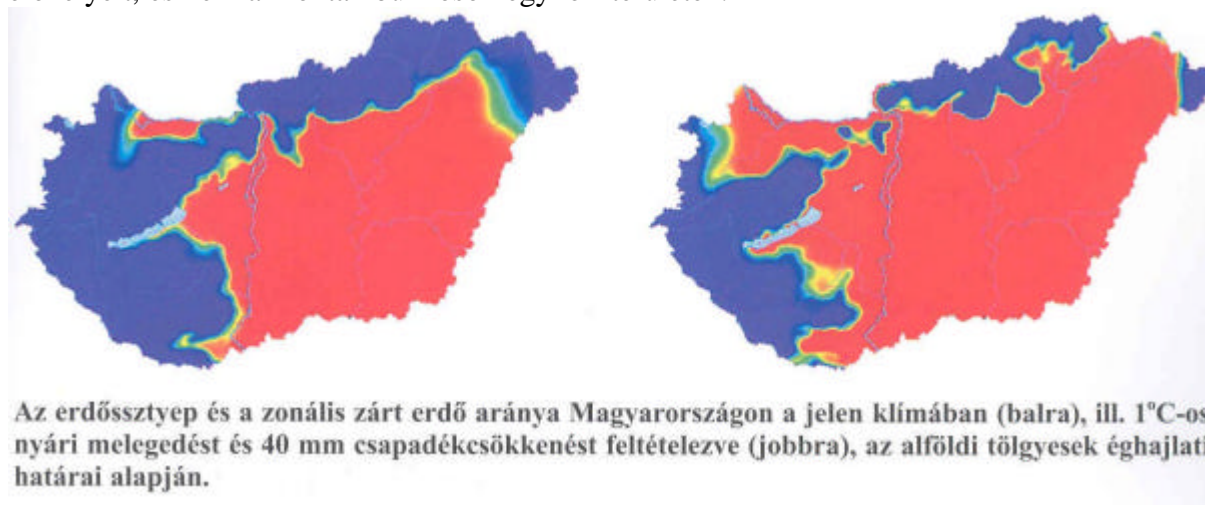 Az erdőssztyep és a zonális zárt erdő aránya Magyarországon a jelen klímában (balra), ill. 1°C-os
nyári melegedést és 40 mm csapadékcsökkenést feltételezve (jobbra), az alföldi tölgyesek éghajlati
határai alapján.